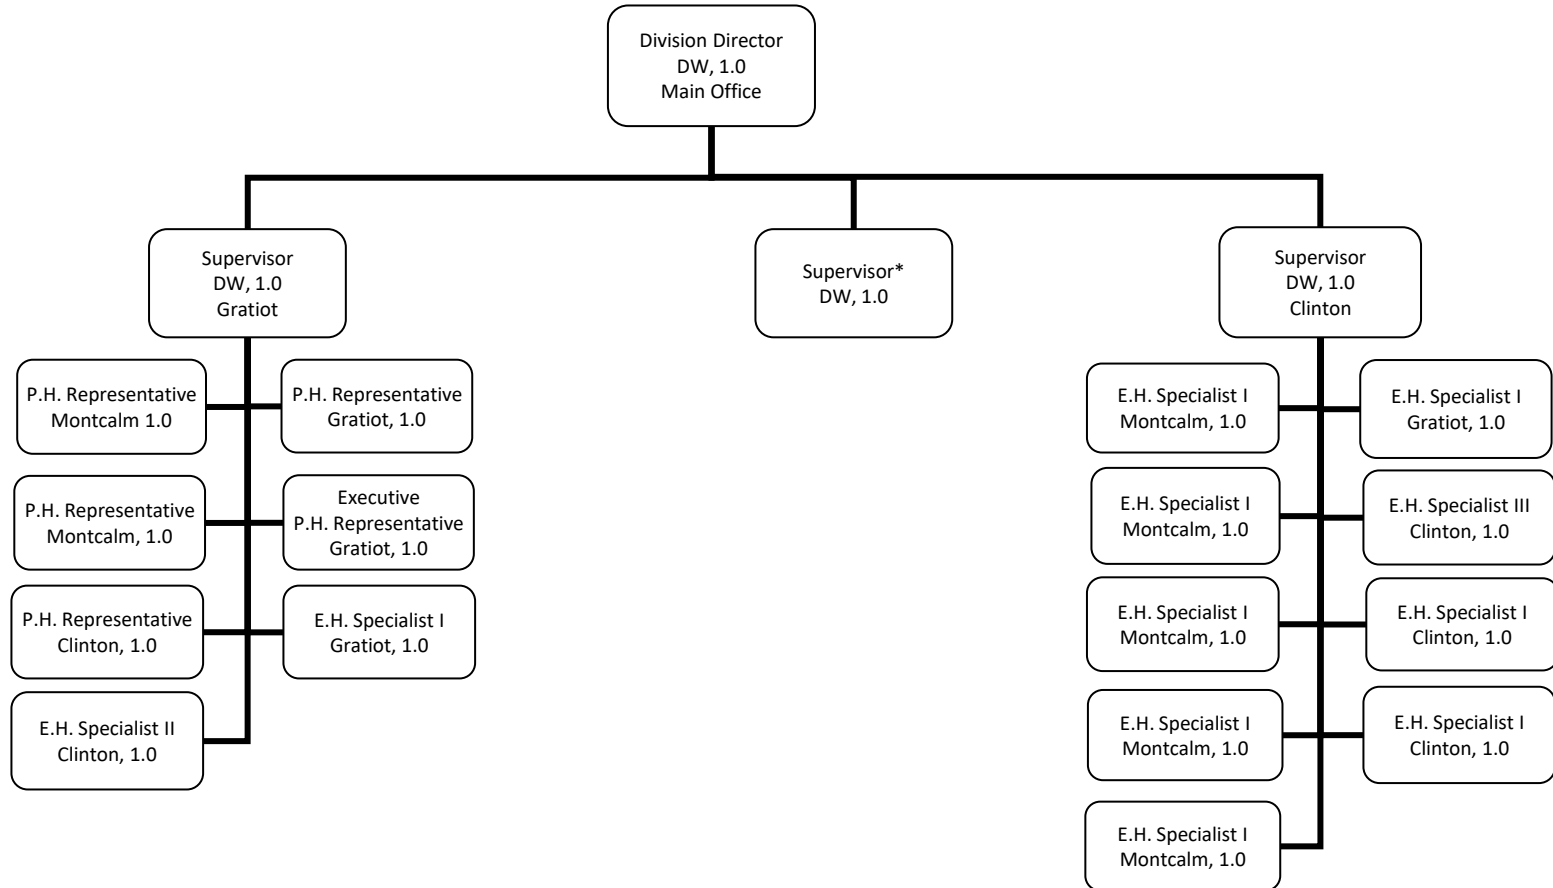 Division Director
DW, 1.0
Main Office
Supervisor
DW, 1.0
Gratiot
Supervisor*
DW, 1.0
Supervisor
DW, 1.0
Clinton
P.H. Representative
Montcalm 1.0
P.H. Representative
Gratiot, 1.0
P.H. Representative
Montcalm, 1.0
Executive
P.H. Representative
Gratiot, 1.0
P.H. Representative
Clinton, 1.0
E.H. Specialist I
Gratiot, 1.0
E.H. Specialist II
Clinton, 1.0
E.H. Specialist I
Montcalm, 1.0
E.H. Specialist I
Gratiot, 1.0
E.H. Specialist I
Montcalm, 1.0
E.H. Specialist III
Clinton, 1.0
E.H. Specialist I
Montcalm, 1.0
E.H. Specialist I
Clinton, 1.0
E.H. Specialist I
Montcalm, 1.0
E.H. Specialist I
Clinton, 1.0
E.H. Specialist I
Montcalm, 1.0